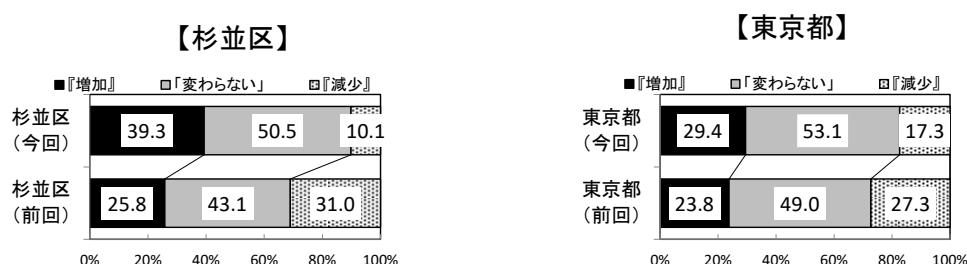 【杉並区】
■『増加』 □「変わらない」 ▩『減少』
杉並区
（今回）
39.3 50.5 10.1
杉並区
（前回）
25.8 43.1 31.0
0% 20% 40% 60% 80% 100%
【東京都】
■『増加』 □「変わらない」 ▩『減少』
東京都
（今回）
29.4 53.1 17.3
東京都
（前回）
23.8 49.0 27.3
0% 20% 40% 60% 80% 100%